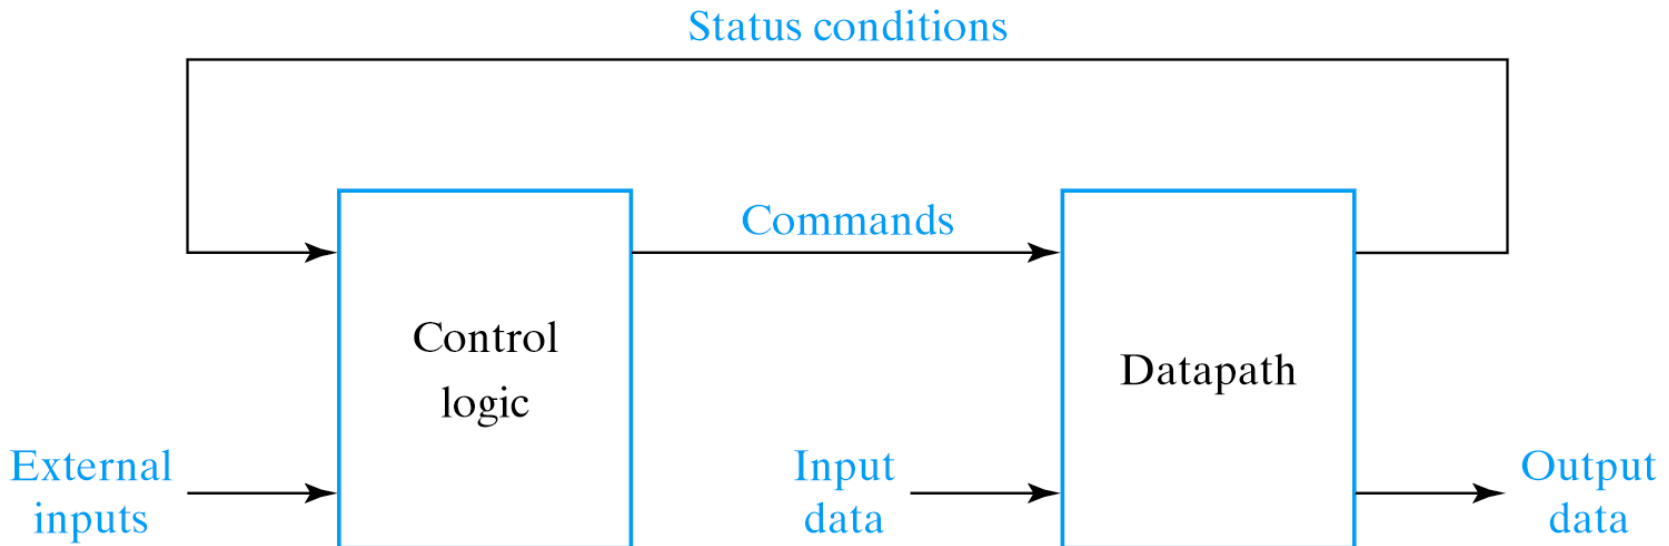 Status conditions
Commands
Control
logic
Datapath
External
inputs
Input
data
Output
data